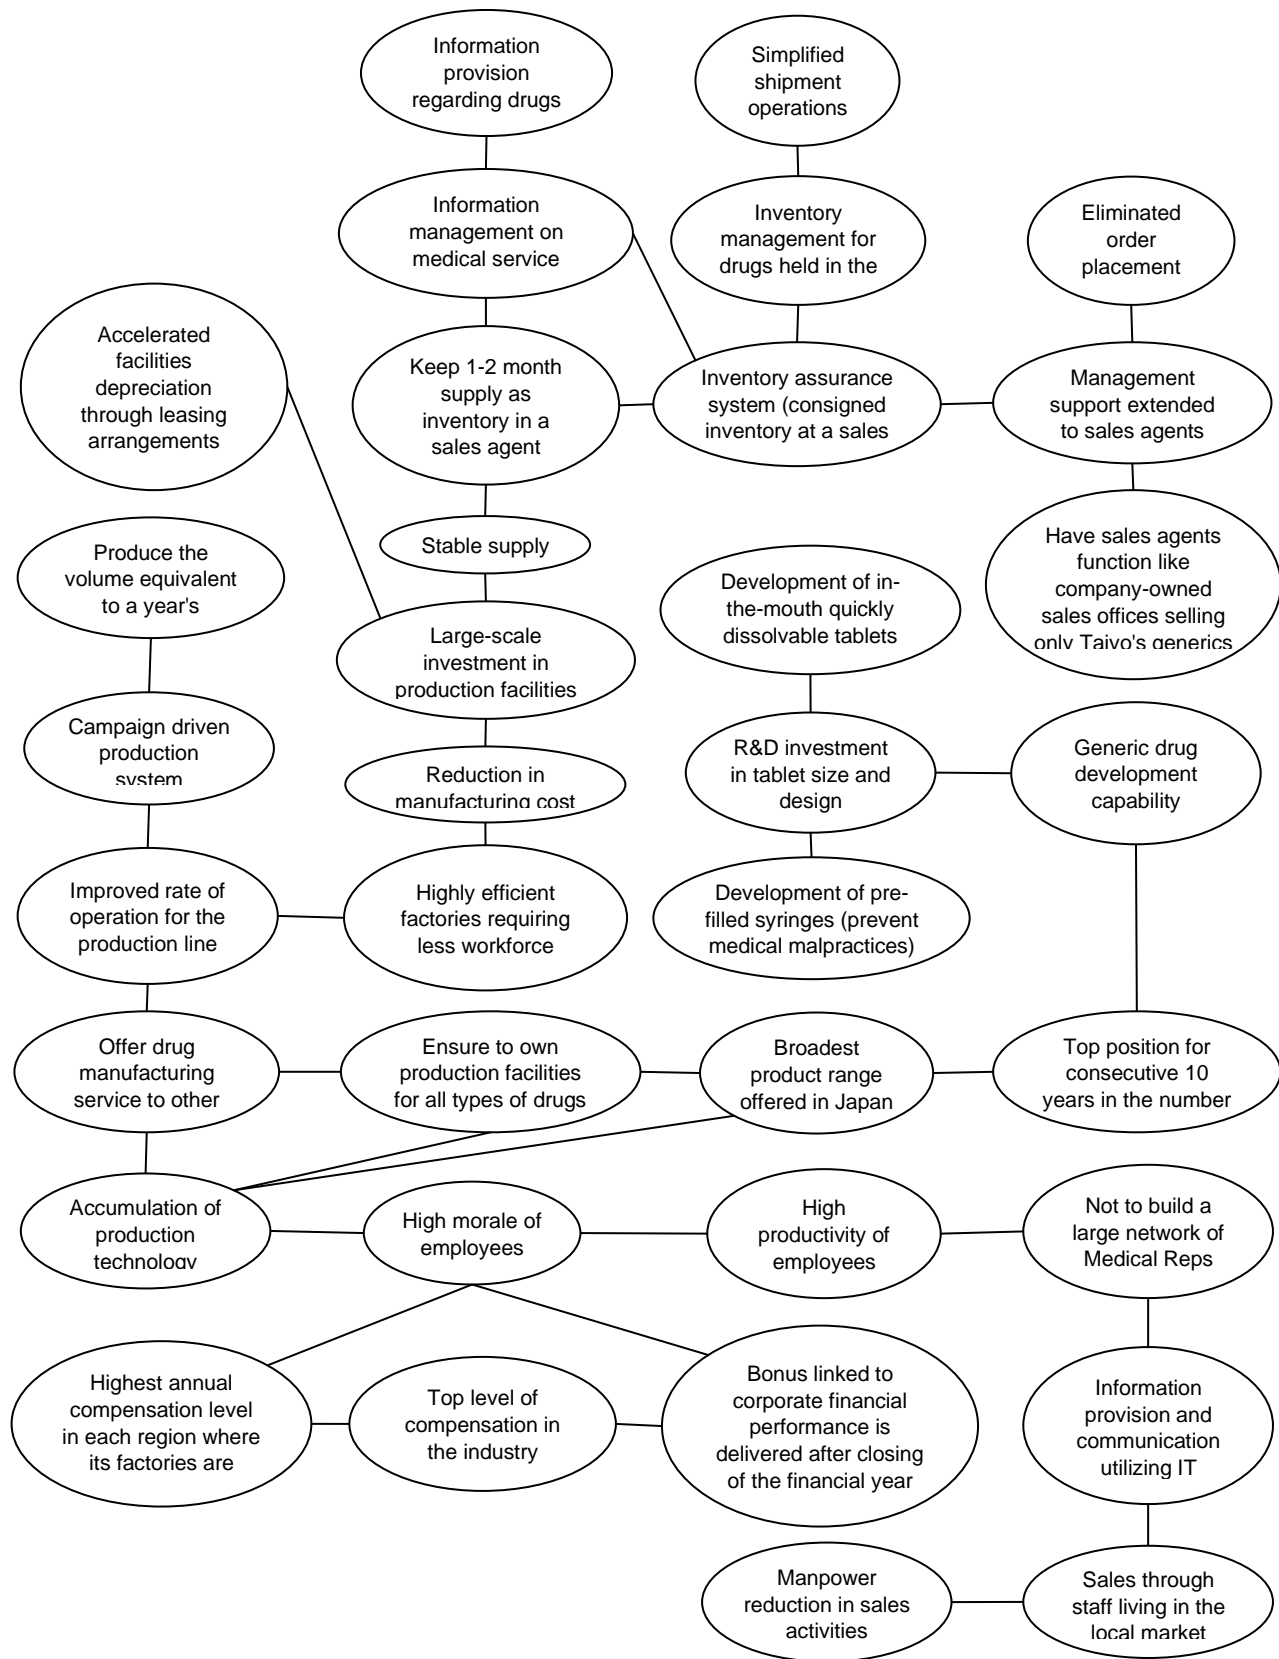 Information
provision
regarding drugs
Simplified
shipment
operations
Information
management on
medical service
Inventory
management for
drugs held in the
Eliminated
order
placement
Accelerated
facilities
depreciation
through leasing
arrangements
Keep 1-2 month
supply as
inventory in a
sales agent
Inventory assurance
system (consigned
inventory at a sales
Management
support extended
to sales agents
Produce the
volume equivalent
to a year's
Stable supply
Development of in-
the-mouth quickly
dissolvable tablets
Have sales agents
function like
company-owned
sales offices selling
only Taiyo's generics
Large-scale
investment in
production facilities
Campaign driven
production
system
Reduction in
manufacturing cost
R&D investment
in tablet size and
design
Generic drug
development
capability
Improved rate of
operation for the
production line
Highly efficient
factories requiring
less workforce
Development of pre-
filled syringes (prevent
medical malpractices)
Offer drug
manufacturing
service to other
Ensure to own
production facilities
for all types of drugs
Broadest
product range
offered in Japan
Top position for
consecutive 10
years in the number
Accumulation of
production
technology
High morale of
employees
High
productivity of
employees
Not to build a
large network of
Medical Reps
Highest annual
compensation level
in each region where
its factories are
Top level of
compensation in
the industry
Bonus linked to
corporate financial
performance is
delivered after closing
of the financial year
Information
provision and
communication
utilizing IT
Manpower
reduction in sales
activities
Sales through
staff living in the
local market